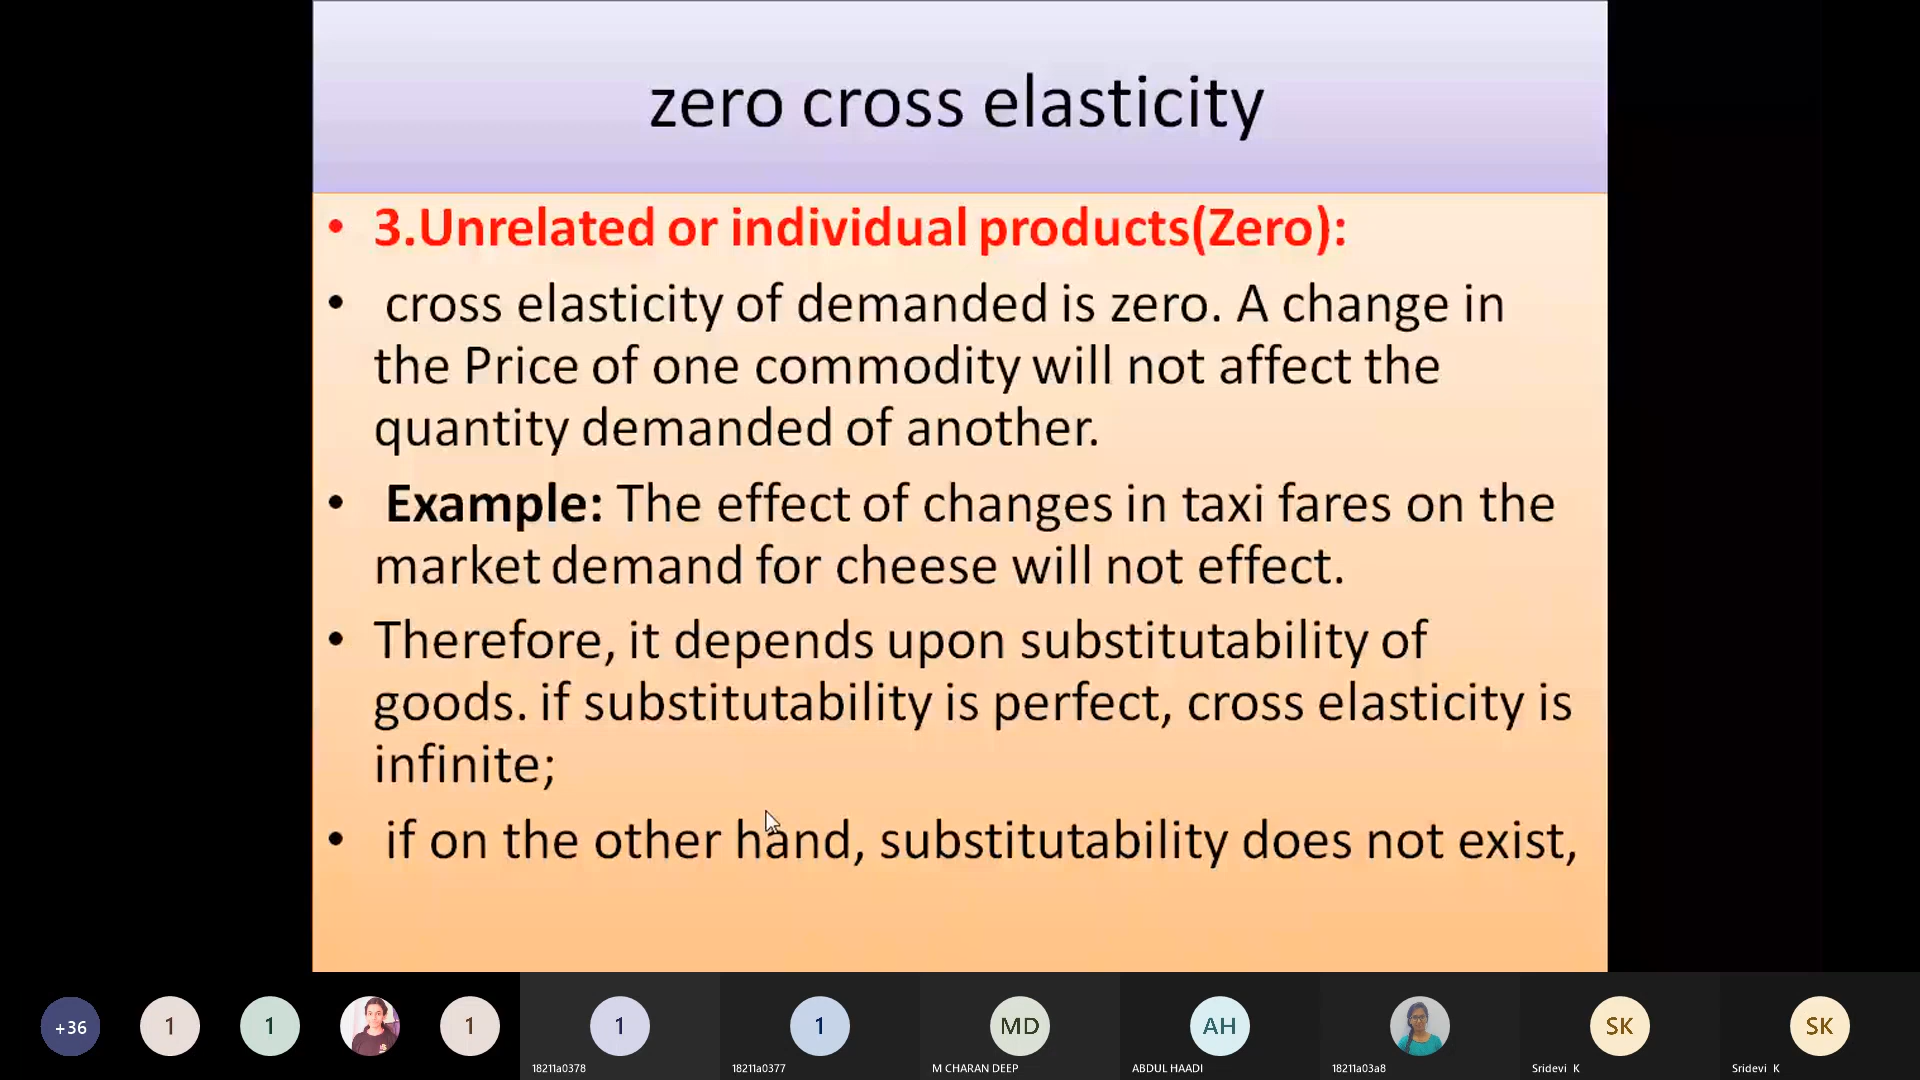 zero cross elasticity
• 3.Unrelated or individual products(Zero):
• cross elasticity of demanded is zero. A change in
the Price of one commodity will not affect the
quantity demanded of another.
• Example: The effect of changes in taxi fares on the
market demand for cheese will not effect.
• Therefore, it depends upon substitutability of
goods. if substitutability is perfect, cross elasticity is
infinite;
• if on the other hand, substitutability does not exist,
+36 1 1 1 1 1 MD AH SK SK
18211a0378 18211a0377 M CHARAN DEEP ABDUL HAADI 18211a03a8 Sridevi K Sridevi K